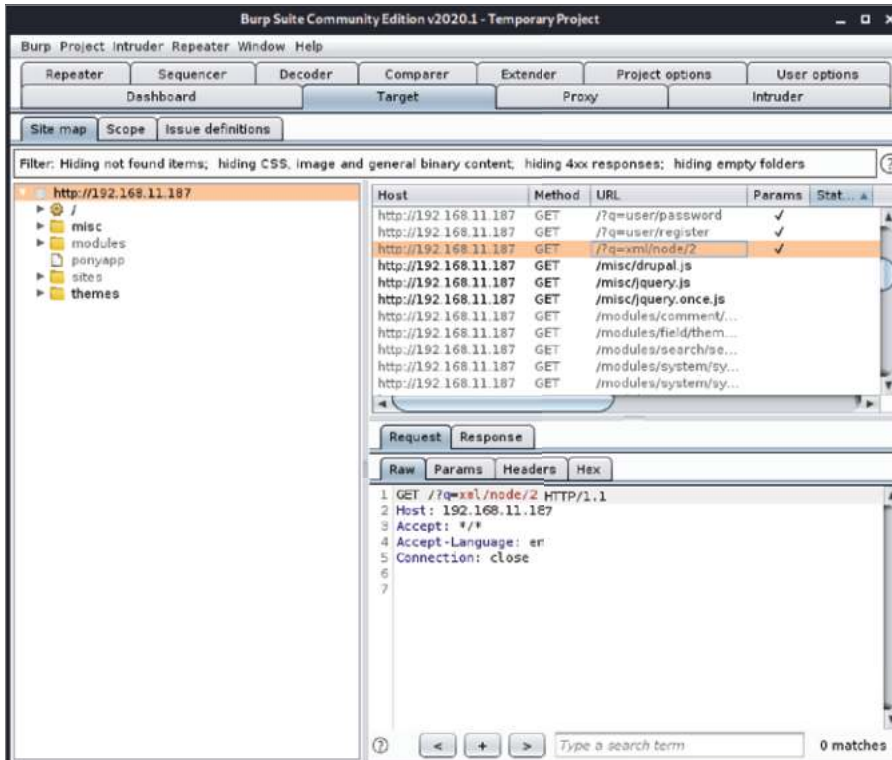 Burp Suite Community Edition v2020.1 - Temporary Project
Burp Project Intruder Repeater Window Help
Repeater Sequencer Decoder Comparer Extender Project options User options
Dashboard Target Proxy Intruder
Site map Scope Issue definitions
Filter: Hiding not found items; hiding CSS, image and general binary content; hiding 4xx responses; hiding empty folders
http://192.168.11.187
/
misc
modules
ponyapp
sites
themes
Host Method URL Params Stat...
http://192.168.11.187 GET /?q=user/password ✓
http://192.168.11.187 GET /?q=user/register ✓
http://192.168.11.187 GET /?q=xml/node/2 ✓
http://192.168.11.187 GET /misc/drupal.js
http://192.168.11.187 GET /misc/jquery.js
http://192.168.11.187 GET /misc/jquery.once.js
http://192.168.11.187 GET /modules/comment/...
http://192.168.11.187 GET /modules/field/them...
http://192.168.11.187 GET /modules/search/se...
http://192.168.11.187 GET /modules/system/sy...
http://192.168.11.187 GET /modules/system/sy...
Request Response
Raw Params Headers Hex
1 GET /?q=xml/node/2 HTTP/1.1
2 Host: 192.168.11.187
3 Accept: */*
4 Accept-Language: en
5 Connection: close
6
7
? < + > Type a search term 0 matches